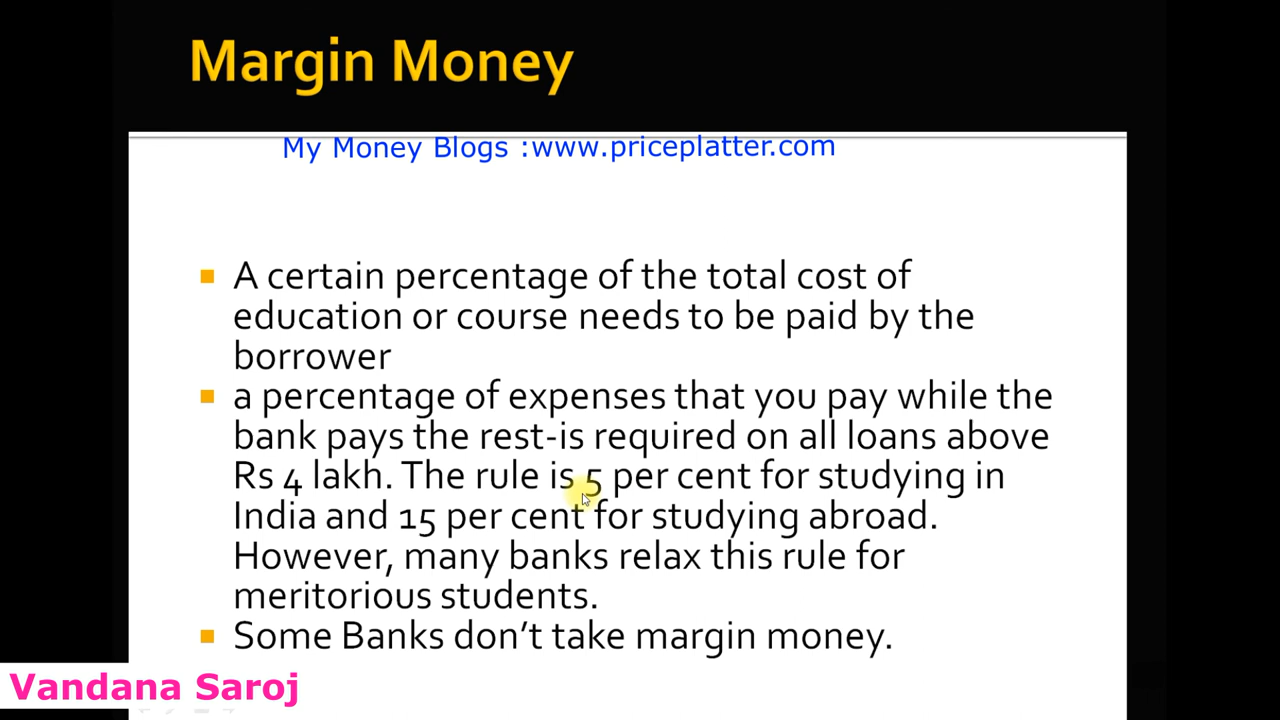 Margin Money
My Money Blogs :www.priceplatter.com
A certain percentage of the total cost of
education or course needs to be paid by the
borrower
a percentage of expenses that you pay while the
bank pays the rest-is required on all loans above
Rs 4 lakh. The rule is 5 per cent for studying in
India and 15 per cent for studying abroad.
However, many banks relax this rule for
meritorious students.
Some Banks don’t take margin money.
Vandana Saroj